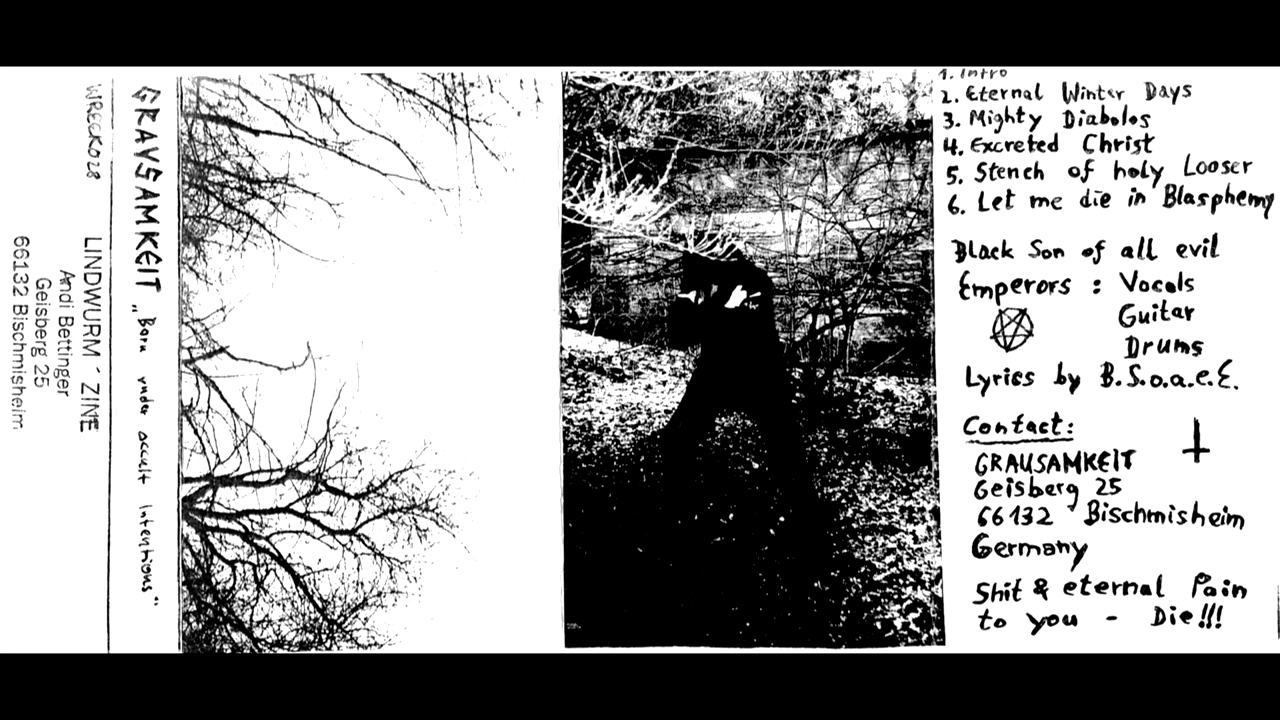 WRECK028
LINDWURM ' ZINE
Andi Bettinger
Geisberg 25
66132 Bischmisheim
GRAUSAMKEIT „Born under occult Intentions“
1. Intro
2. Eternal Winter Days
3. Mighty Diabolos
4. Excreted Christ
5. Stench of holy Looser
6. Let me die in Blasphemy
Black Son of all evil
Emperors : Vocals
Guitar
Drums
Lyrics by B.S.o.a.e.E.
Contact:
GRAUSAMKEIT
Geisberg 25
66132 Bischmisheim
Germany
Shit & eternal Pain
to you - Die!!!